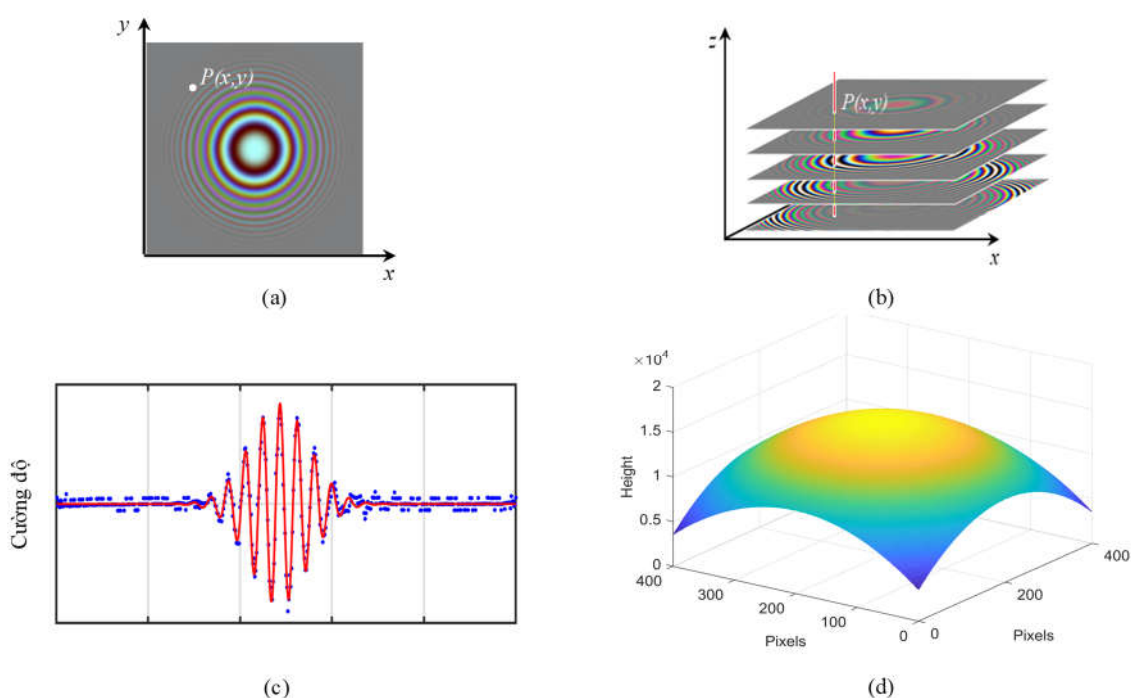 y
P(x,y)
x
(a)
z
P(x,y)
x
(b)
Cường độ
(c)
×10⁴
2
1.5
1
0.5
0
Height
400
300
200
100
0
Pixels
0
200
400
Pixels
(d)